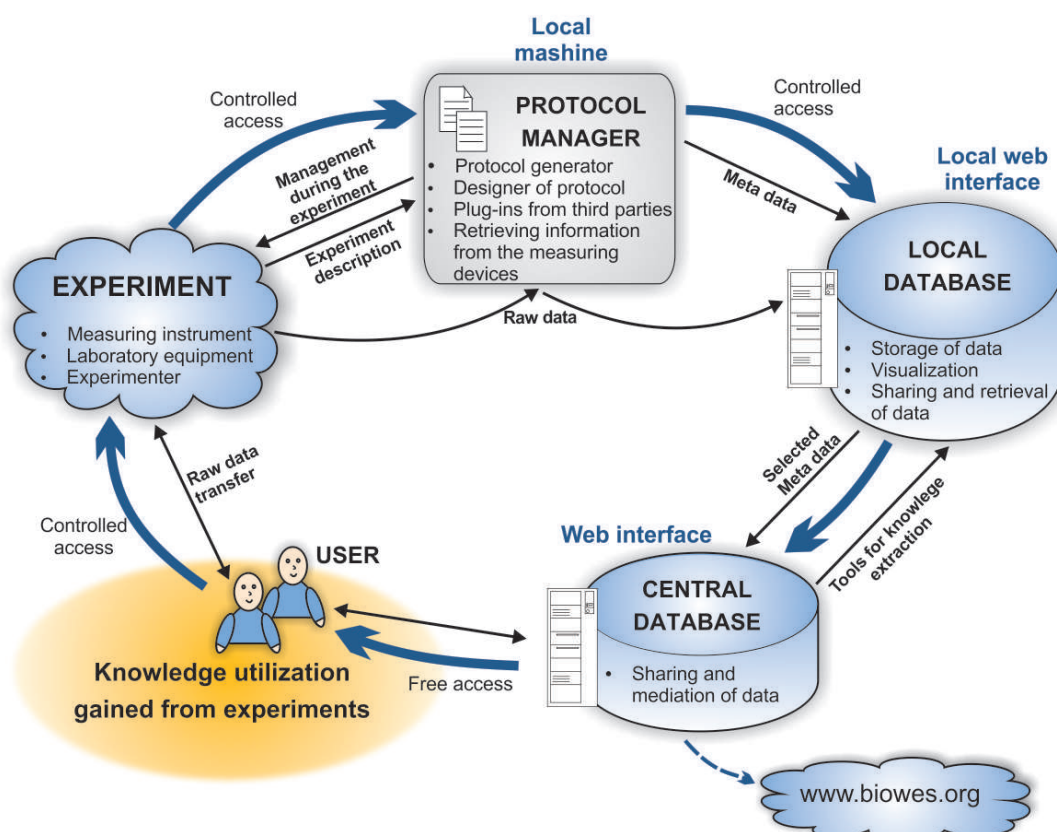 Local
mashine
Controlled
access
PROTOCOL
MANAGER
• Protocol generator
• Designer of protocol
• Plug-ins from third parties
• Retrieving information
from the measuring
devices
Controlled
access
Management
during the
experiment
Experiment
description
Meta data
Local web
interface
LOCAL
DATABASE
• Storage of data
• Visualization
• Sharing and retrieval
of data
EXPERIMENT
• Measuring instrument
• Laboratory equipment
• Experimenter
Raw data
Raw data
transfer
Controlled
access
Selected
Meta data
Tools for knowlege
extraction
Web interface
CENTRAL
DATABASE
• Sharing and
mediation of data
USER
Knowledge utilization
gained from experiments
Free access
www.biowes.org